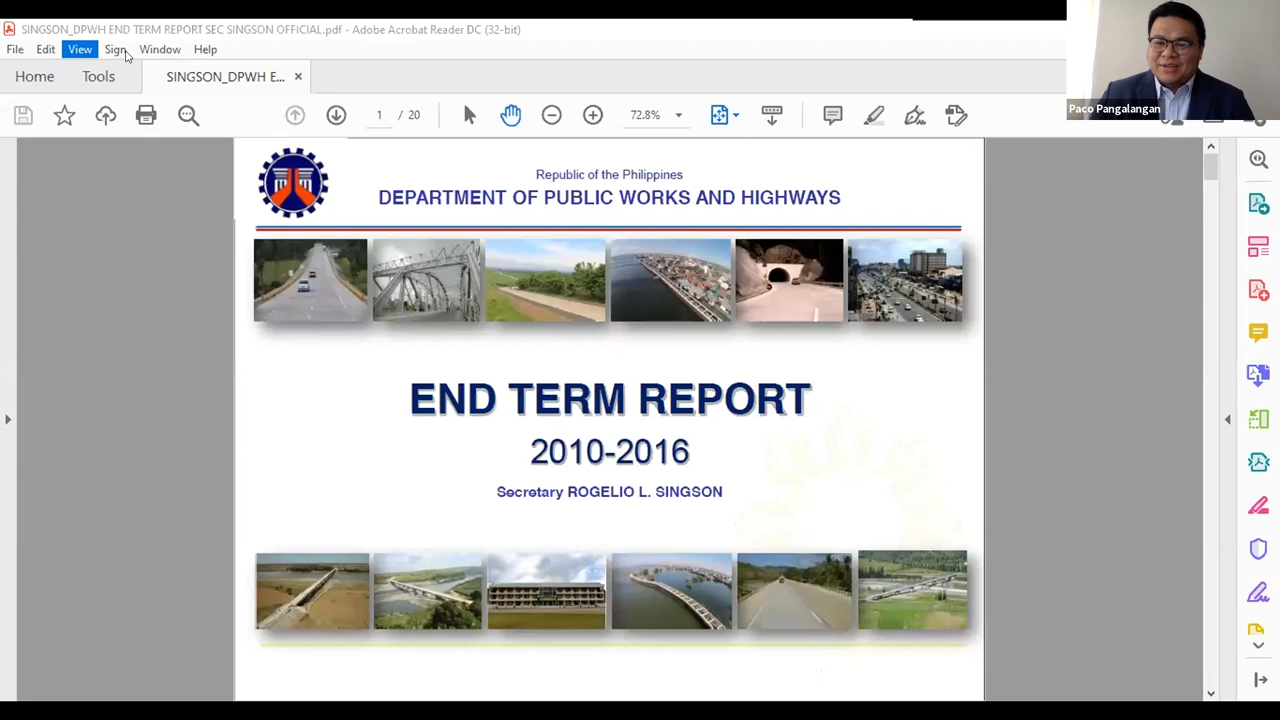 SINGSON_DPWH END TERM REPORT SEC SINGSON OFFICIAL.pdf - Adobe Acrobat Reader DC (32-bit)
File Edit View Sign Window Help
Home Tools SINGSON_DPWH E...
1 / 20 72.8%
Paco Pangalangan
Republic of the Philippines
DEPARTMENT OF PUBLIC WORKS AND HIGHWAYS
END TERM REPORT
2010-2016
Secretary ROGELIO L. SINGSON